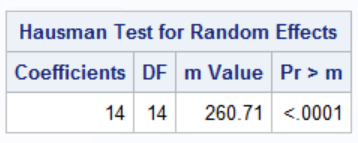 Hausman Test for Random Effects
Coefficients DF m Value Pr > m
14 14 260.71 <.0001